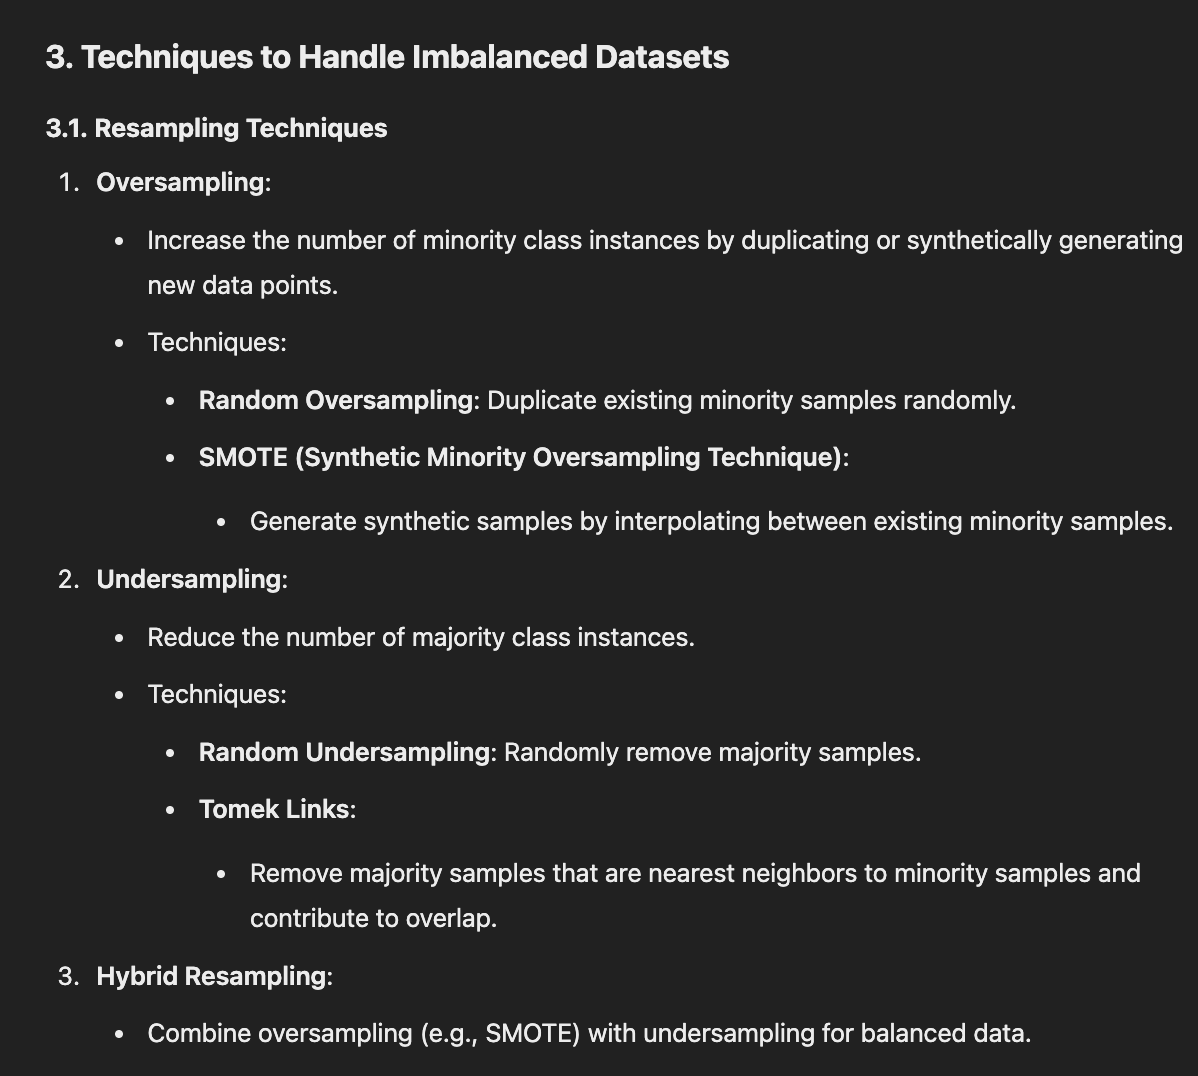 3. Techniques to Handle Imbalanced Datasets
3.1. Resampling Techniques
1. Oversampling:
• Increase the number of minority class instances by duplicating or synthetically generating
new data points.
• Techniques:
• Random Oversampling: Duplicate existing minority samples randomly.
• SMOTE (Synthetic Minority Oversampling Technique):
• Generate synthetic samples by interpolating between existing minority samples.
2. Undersampling:
• Reduce the number of majority class instances.
• Techniques:
• Random Undersampling: Randomly remove majority samples.
• Tomek Links:
• Remove majority samples that are nearest neighbors to minority samples and
contribute to overlap.
3. Hybrid Resampling:
• Combine oversampling (e.g., SMOTE) with undersampling for balanced data.